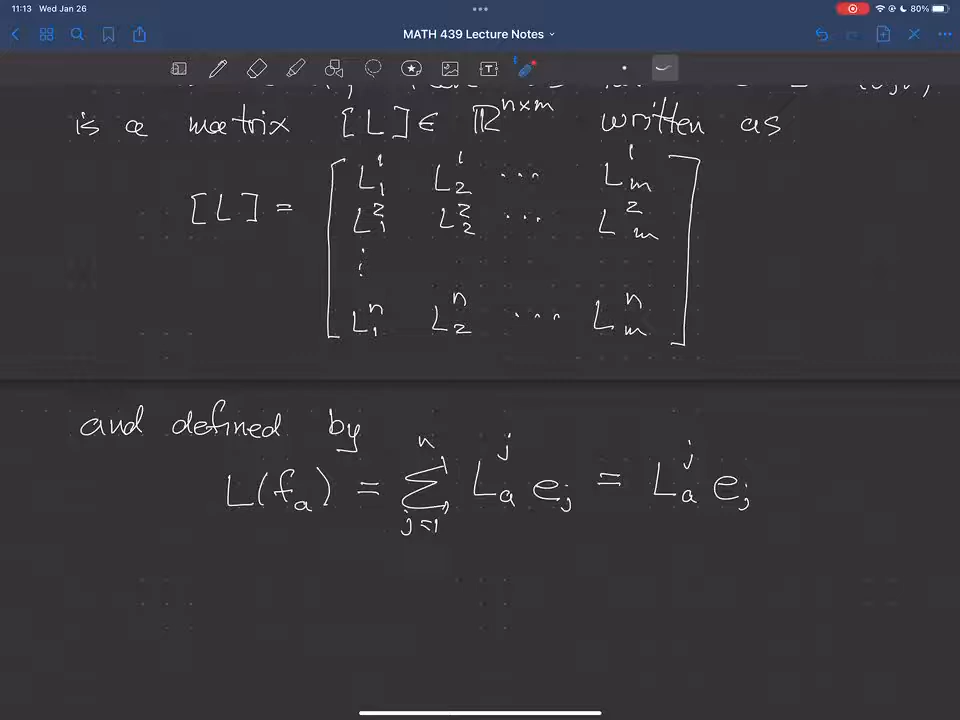 11:13 Wed Jan 26 80%
MATH 439 Lecture Notes
is a matrix [L] ∈ ℝ^{n×m} written as
[L] = [ L^1_1 L^1_2 ... L^1_m
L^2_1 L^2_2 ... L^2_m
⋮
L^n_1 L^n_2 ... L^n_m ]
and defined by
L(f_a) = ∑_{j=1}^{n} L^j_a e_j = L^j_a e_j